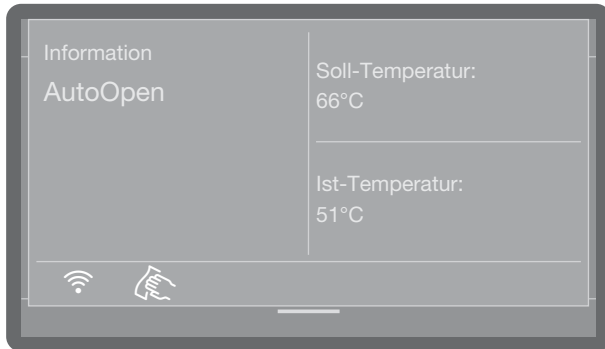 Information
AutoOpen
Soll-Temperatur:
66°C
Ist-Temperatur:
51°C